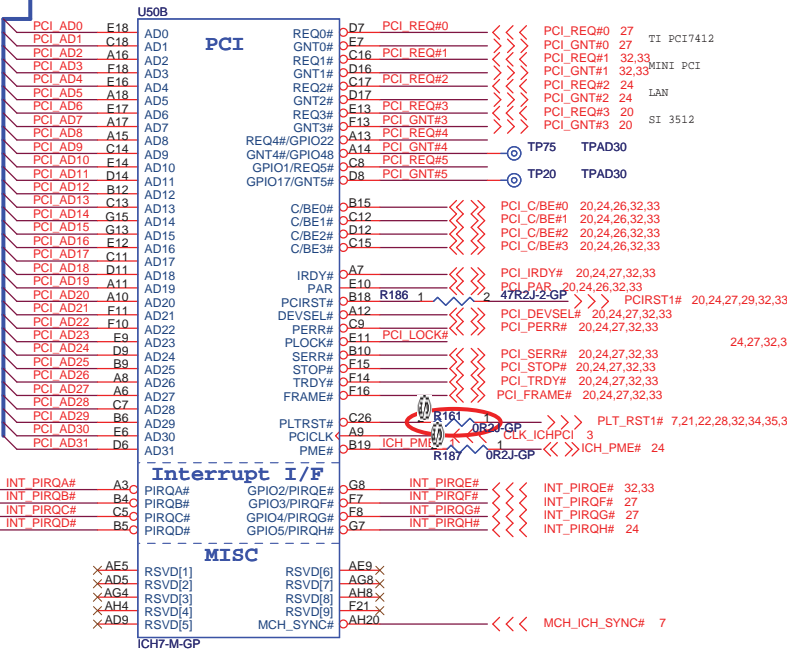 U50B
PCI
PCI_AD0 E18 AD0 REQ0# D7 PCI_REQ#0 PCI_REQ#0 27
PCI_AD1 C18 AD1 GNT0# E7 PCI_GNT#0 27 TI PCI7412
PCI_AD2 A16 AD2 REQ1# C16 PCI_REQ#1 PCI_REQ#1 32,33
PCI_AD3 F18 AD3 GNT1# D16 PCI_GNT#1 32,33 MINI PCI
PCI_AD4 E16 AD4 REQ2# C17 PCI_REQ#2 PCI_REQ#2 24
PCI_AD5 A18 AD5 GNT2# D17 PCI_GNT#2 24 LAN
PCI_AD6 E17 AD6 REQ3# E13 PCI_REQ#3 PCI_REQ#3 20
PCI_AD7 A17 AD7 GNT3# F13 PCI_GNT#3 PCI_GNT#3 20 SI 3512
PCI_AD8 A15 AD8 REQ4#/GPIO22 A13 PCI_REQ#4
PCI_AD9 C14 AD9 GNT4#/GPIO48 A14 PCI_GNT#4 TP75 TPAD30
PCI_AD10 E14 AD10 GPIO1/REQ5# C8 PCI_REQ#5
PCI_AD11 D14 AD11 GPIO17/GNT5# D8 PCI_GNT#5 TP20 TPAD30
PCI_AD12 B12 AD12
PCI_AD13 C13 AD13 C/BE0# B15 PCI_C/BE#0 20,24,26,32,33
PCI_AD14 G15 AD14 C/BE1# C12 PCI_C/BE#1 20,24,26,32,33
PCI_AD15 G13 AD15 C/BE2# D12 PCI_C/BE#2 20,24,26,32,33
PCI_AD16 E12 AD16 C/BE3# C15 PCI_C/BE#3 20,24,26,32,33
PCI_AD17 C11 AD17
PCI_AD18 D11 AD18 IRDY# A7 PCI_IRDY# 20,24,27,32,33
PCI_AD19 A11 AD19 PAR E10 PCI_PAR 20,24,26,32,33
PCI_AD20 A10 AD20 PCIRST# B18 R186 1 2 47R2J-2-GP PCIRST1# 20,24,27,29,32,33
PCI_AD21 F11 AD21 DEVSEL# A12 PCI_DEVSEL# 20,24,27,32,33
PCI_AD22 F10 AD22 PERR# C9 PCI_PERR# 20,24,27,32,33
PCI_AD23 E9 AD23 PLOCK# E11 PCI_LOCK# 24,27,32,3
PCI_AD24 D9 AD24 SERR# B10 PCI_SERR# 20,24,27,32,33
PCI_AD25 B9 AD25 STOP# F15 PCI_STOP# 20,24,27,32,33
PCI_AD26 A8 AD26 TRDY# F14 PCI_TRDY# 20,24,27,32,33
PCI_AD27 A6 AD27 FRAME# F16 PCI_FRAME# 20,24,27,32,33
PCI_AD28 C7 AD28
PCI_AD29 B6 AD29 PLTRST# C26 2 R161 1 0R2J-GP PLT_RST1# 7,21,22,28,32,34,35,3
PCI_AD30 E6 AD30 PCICLK A9 CLK_ICHPCI 3
PCI_AD31 D6 AD31 PME# B19 ICH_PME# 1 R187 0R2J-GP ICH_PME# 24
Interrupt I/F
INT_PIRQA# A3 PIRQA# GPIO2/PIRQE# G8 INT_PIRQE# INT_PIRQE# 32,33
INT_PIRQB# B4 PIRQB# GPIO3/PIRQF# F7 INT_PIRQF# INT_PIRQF# 27
INT_PIRQC# C5 PIRQC# GPIO4/PIRQG# F8 INT_PIRQG# INT_PIRQG# 27
INT_PIRQD# B5 PIRQD# GPIO5/PIRQH# G7 INT_PIRQH# INT_PIRQH# 24
MISC
AE5 RSVD[1] RSVD[6] AE9
AD5 RSVD[2] RSVD[7] AG8
AG4 RSVD[3] RSVD[8] AH8
AH4 RSVD[4] RSVD[9] F21
AD9 RSVD[5] MCH_SYNC# AH20 MCH_ICH_SYNC# 7
ICH7-M-GP